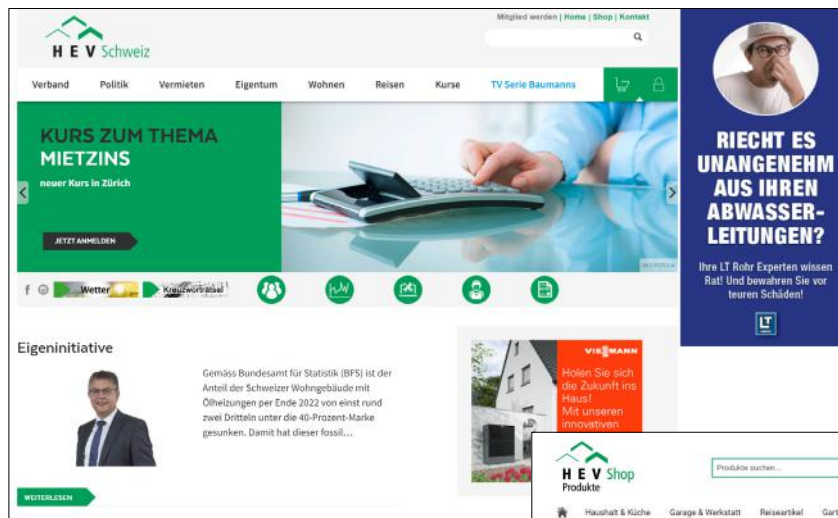 Mitglied werden | Home | Shop | Kontakt
HEV Schweiz
Verband Politik Vermieten Eigentum Wohnen Reisen Kurse TV Serie Baumanns
KURS ZUM THEMA
MIETZINS
neuer Kurs in Zürich
JETZT ANMELDEN
Wetter
Kreuzworträtsel
RIECHT ES
UNANGENEHM
AUS IHREN
ABWASSER-
LEITUNGEN?
Ihre LT Rohr Experten wissen
Rat! Und bewahren Sie vor
teuren Schäden!
LT
Eigeninitiative
Gemäss Bundesamt für Statistik (BFS) ist der
Anteil der Schweizer Wohngebäude mit
Ölheizungen per Ende 2022 von einst rund
zwei Dritteln unter die 40-Prozent-Marke
gesunken. Damit hat dieser fossil...
WEITERLESEN
VIESSMANN
Holen Sie sich
die Zukunft ins
Haus!
Mit unseren
innovativen
HEV Shop
Produkte
Produkte suchen...
Haushalt & Küche Garage & Werkstatt Reiseartikel